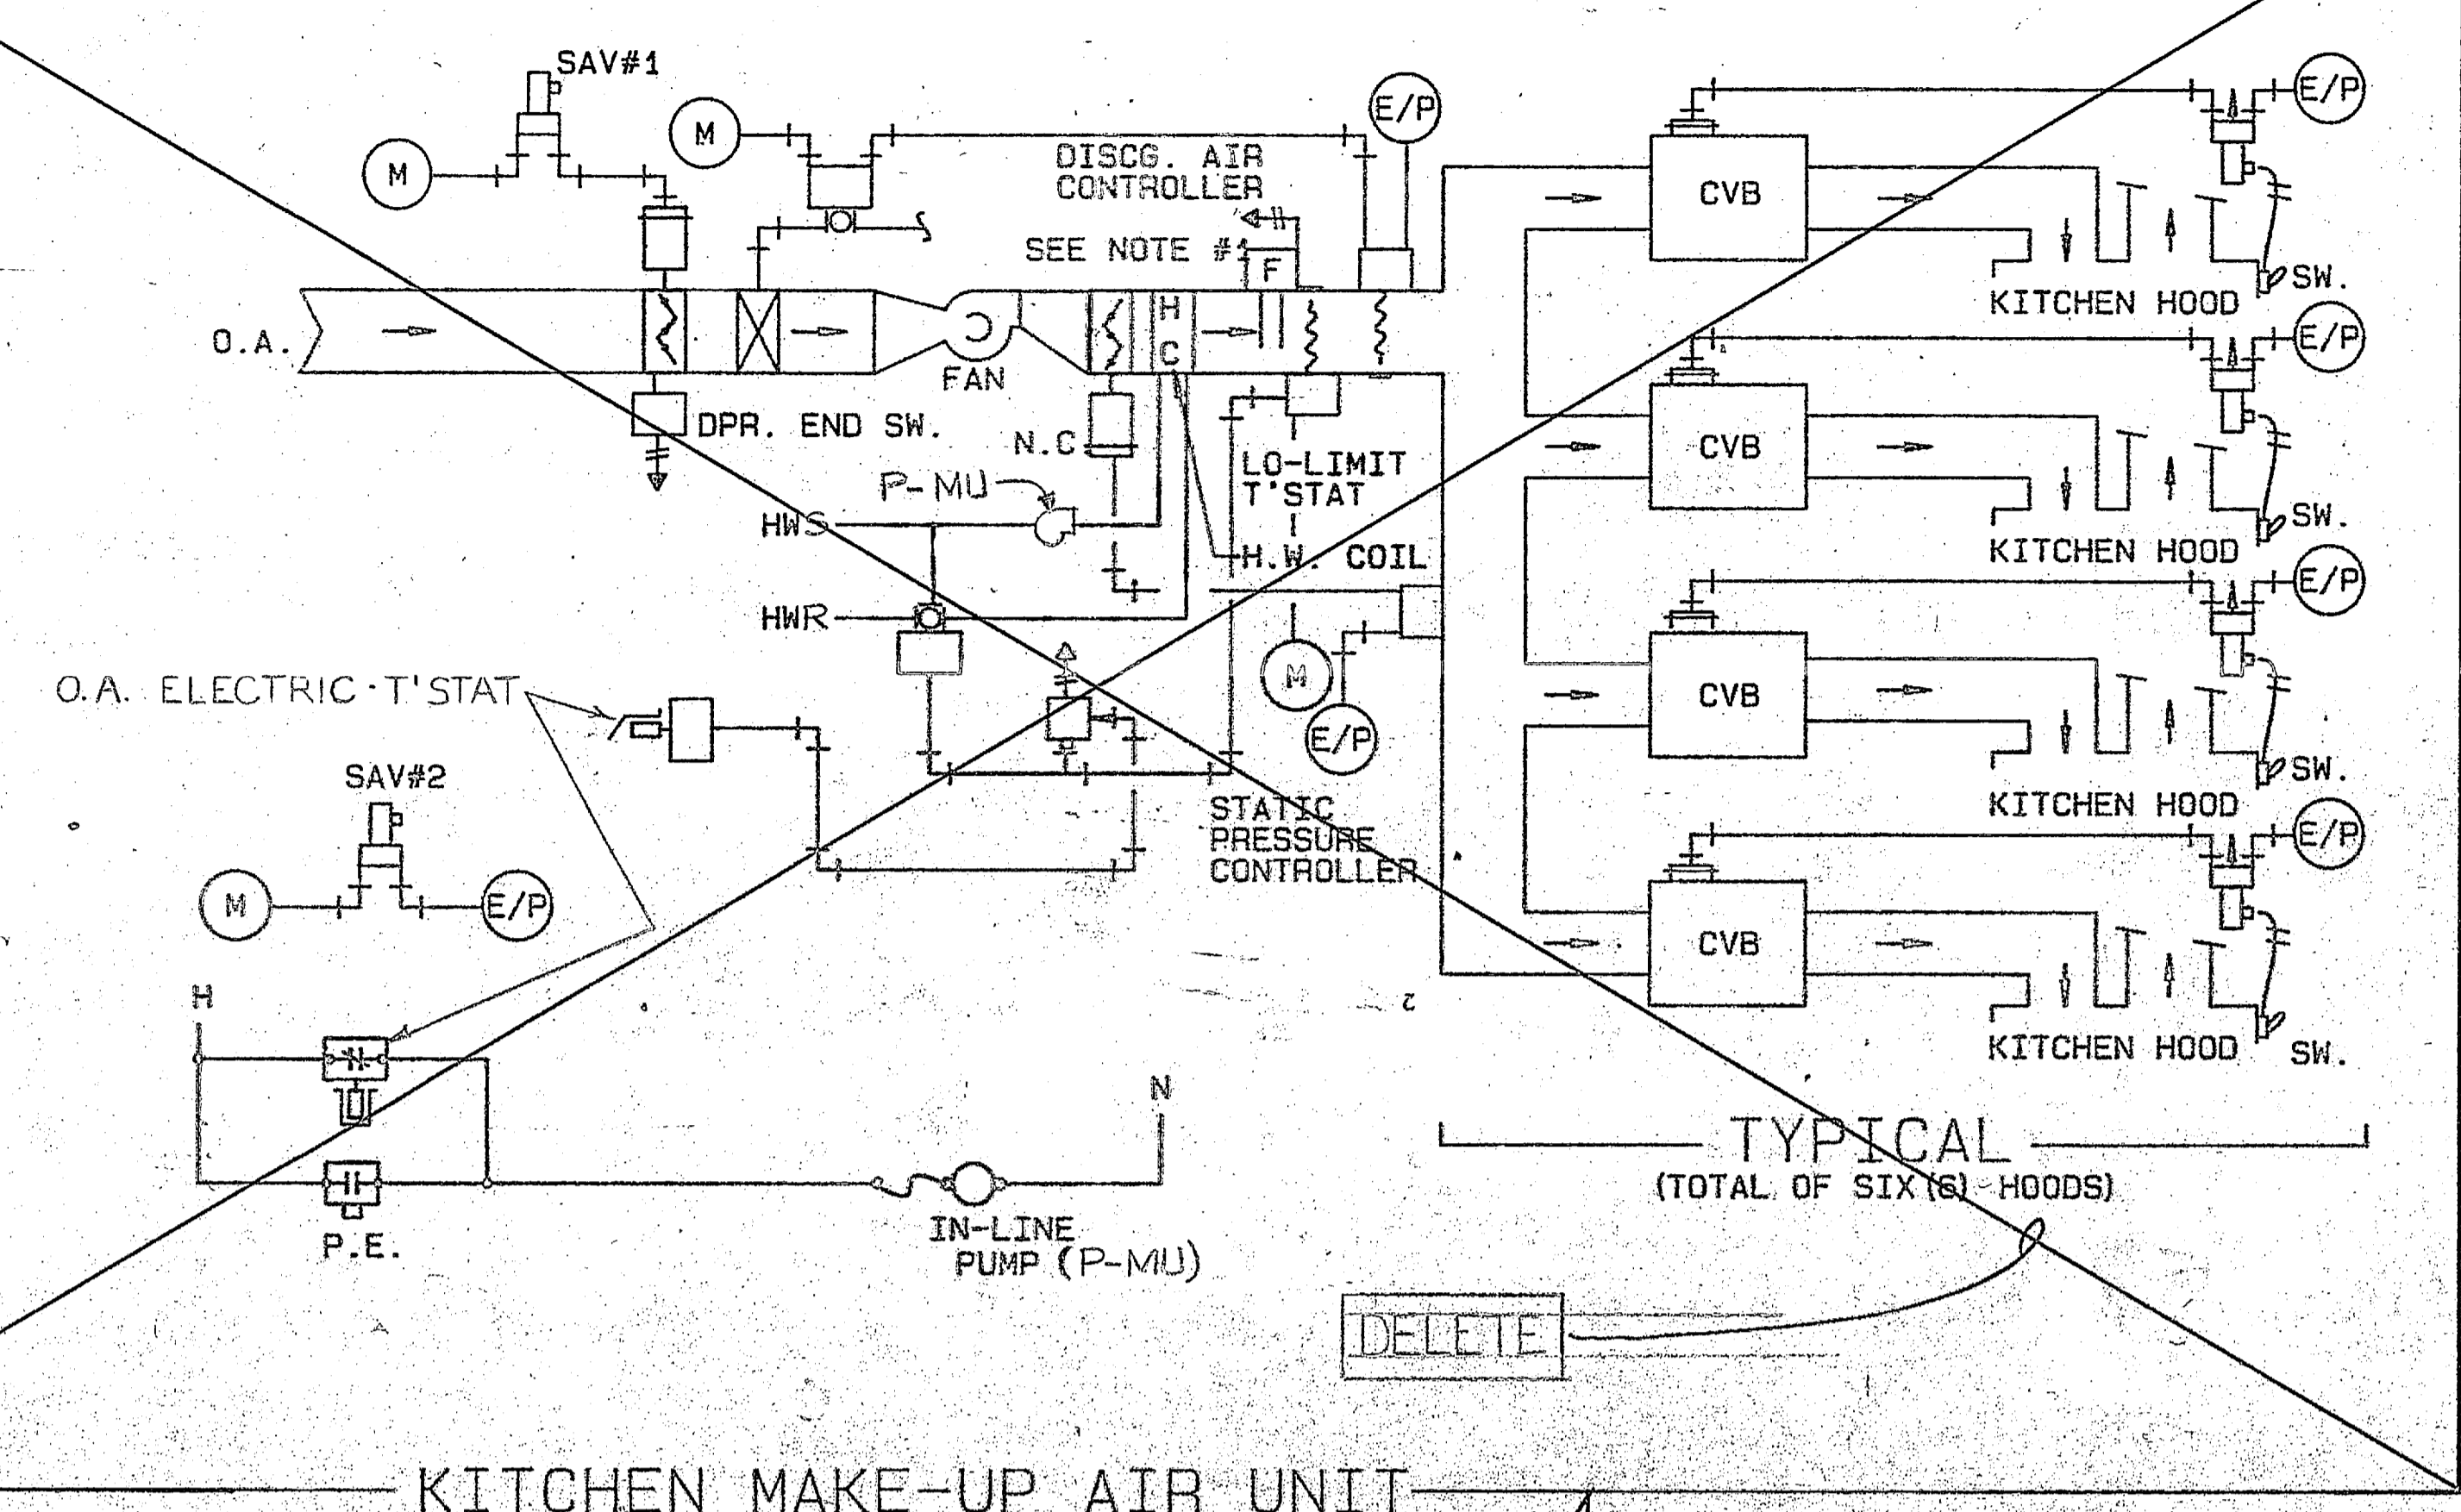 SAV#1
E/P
E/P
M
M
DISCG. AIR
CONTROLLER
CVB
SEE NOTE #1
F
SW.
KITCHEN HOOD
O.A.
H
C
FAN
E/P
DPR. END SW.
N.C
CVB
LO-LIMIT
T'STAT
P-MU
HWS
SW.
KITCHEN HOOD
H.W. COIL
E/P
HWR
M
O.A. ELECTRIC T'STAT
CVB
E/P
SAV#2
SW.
KITCHEN HOOD
STATIC
PRESSURE
CONTROLLER
E/P
M
E/P
CVB
H
KITCHEN HOOD
SW.
N
TYPICAL
(TOTAL OF SIX(6) HOODS)
P.E.
IN-LINE
PUMP (P-MU)
DELETE
KITCHEN MAKE-UP AIR UNIT